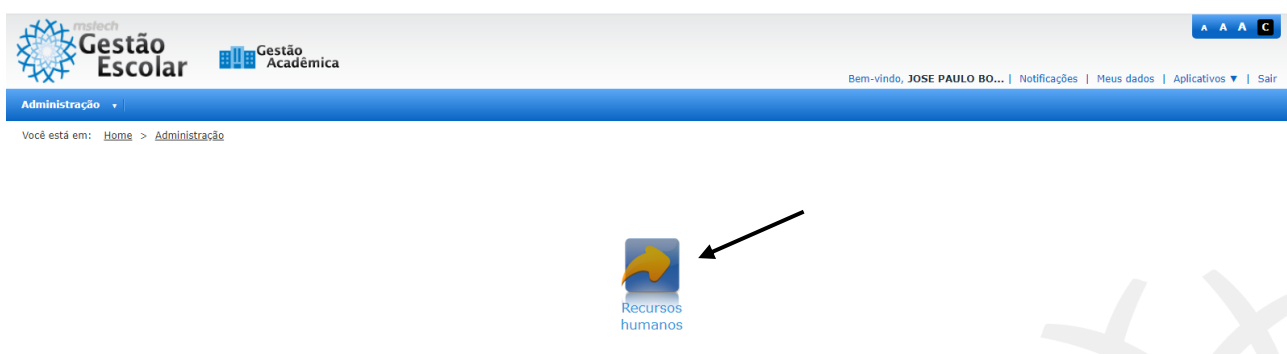 mstech
Gestão
Escolar
Gestão
Acadêmica
A A A C
Bem-vindo, JOSE PAULO BO... | Notificações | Meus dados | Aplicativos ▼ | Sair
Administração ▼
Você está em: Home > Administração
Recursos
humanos